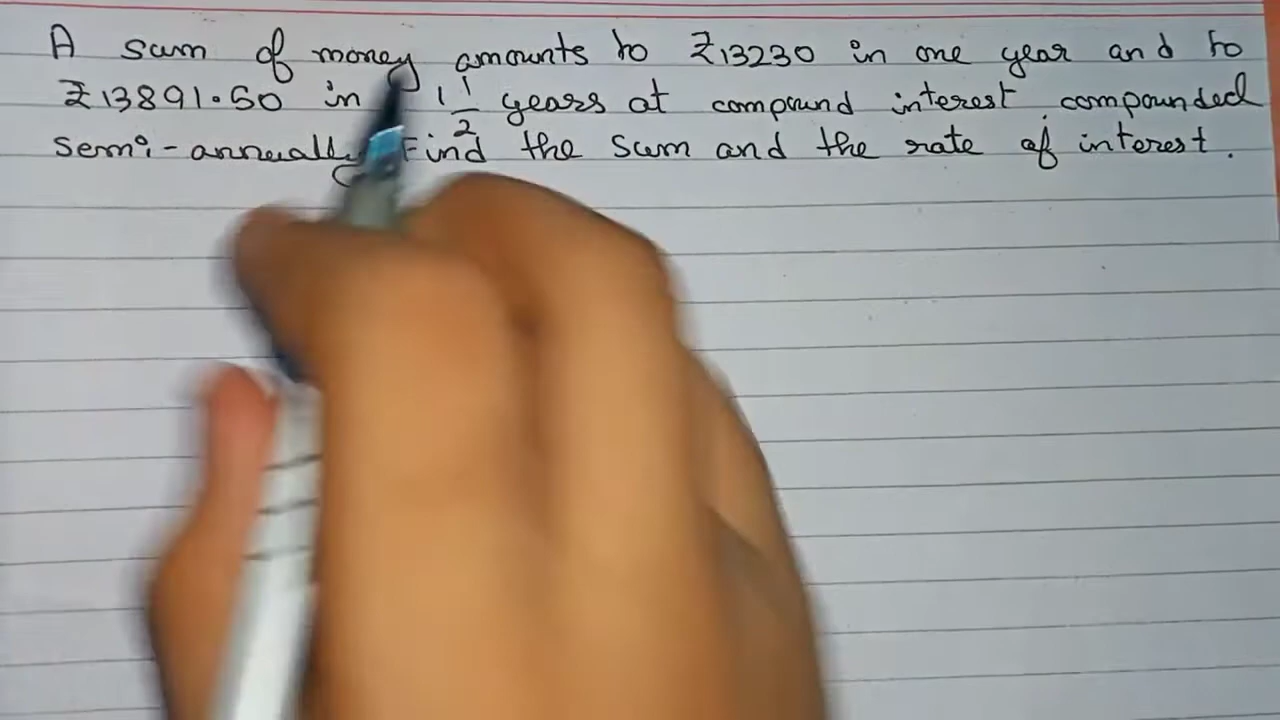 A sum of money amounts to ₹13230 in one year and to
₹13891.50 in 1 1/2 years at compound interest compounded
semi-annually Find the sum and the rate of interest.